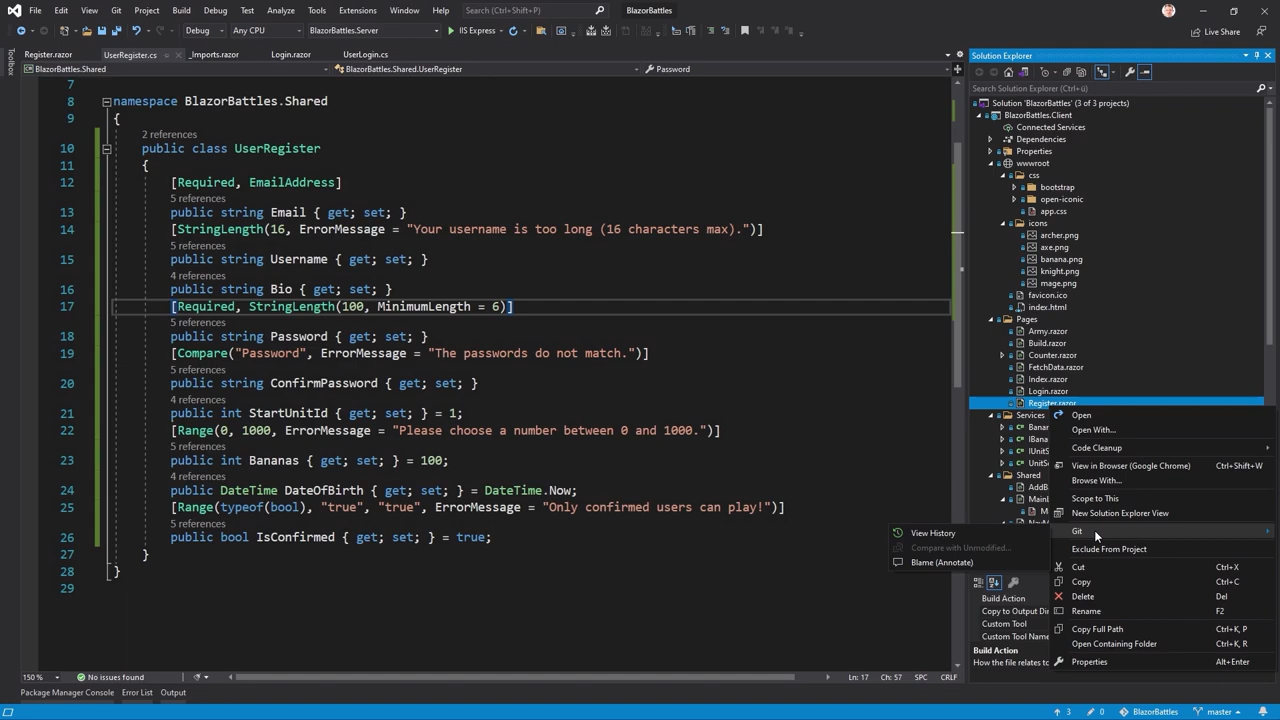 File Edit View Git Project Build Debug Test Analyze Tools Extensions Window Help Search (Ctrl+Shift+P) BlazorBattles
Debug Any CPU BlazorBattles.Server IIS Express Live Share
Toolbox
Register.razor UserRegister.cs _Imports.razor Login.razor UserLogin.cs
BlazorBattles.Shared BlazorBattles.Shared.UserRegister Password
7
8 namespace BlazorBattles.Shared
9 {
2 references
10 public class UserRegister
11 {
12 [Required, EmailAddress]
5 references
13 public string Email { get; set; }
14 [StringLength(16, ErrorMessage = "Your username is too long (16 characters max).")]
5 references
15 public string Username { get; set; }
4 references
16 public string Bio { get; set; }
17 [Required, StringLength(100, MinimumLength = 6)]
5 references
18 public string Password { get; set; }
19 [Compare("Password", ErrorMessage = "The passwords do not match.")]
5 references
20 public string ConfirmPassword { get; set; }
4 references
21 public int StartUnitId { get; set; } = 1;
22 [Range(0, 1000, ErrorMessage = "Please choose a number between 0 and 1000.")]
5 references
23 public int Bananas { get; set; } = 100;
4 references
24 public DateTime DateOfBirth { get; set; } = DateTime.Now;
25 [Range(typeof(bool), "true", "true", ErrorMessage = "Only confirmed users can play!")]
5 references
26 public bool IsConfirmed { get; set; } = true;
27 }
28 }
29
150 % No issues found Ln: 17 Ch: 57 SPC CRLF
Package Manager Console Error List Output
Solution Explorer
Search Solution Explorer (Ctrl+ü)
Solution 'BlazorBattles' (3 of 3 projects)
BlazorBattles.Client
Connected Services
Dependencies
Properties
wwwroot
css
bootstrap
open-iconic
app.css
icons
archer.png
axe.png
banana.png
knight.png
mage.png
favicon.ico
index.html
Pages
Army.razor
Build.razor
Counter.razor
FetchData.razor
Index.razor
Login.razor
Register.razor
Services
Banan
IBana
IUnitS
UnitS
Shared
AddB
MainL
M
Open
Open With...
Code Cleanup
View in Browser (Google Chrome) Ctrl+Shift+W
Browse With...
Scope to This
New Solution Explorer View
Git
Exclude From Project
Cut Ctrl+X
Copy Ctrl+C
Delete Del
Rename F2
Copy Full Path Ctrl+K, P
Open Containing Folder Ctrl+K, R
Properties Alt+Enter
View History
Compare with Unmodified...
Blame (Annotate)
Build Action
Copy to Output Dir
Custom Tool
Custom Tool Name
Build Action
How the file relates to
3 0 BlazorBattles master